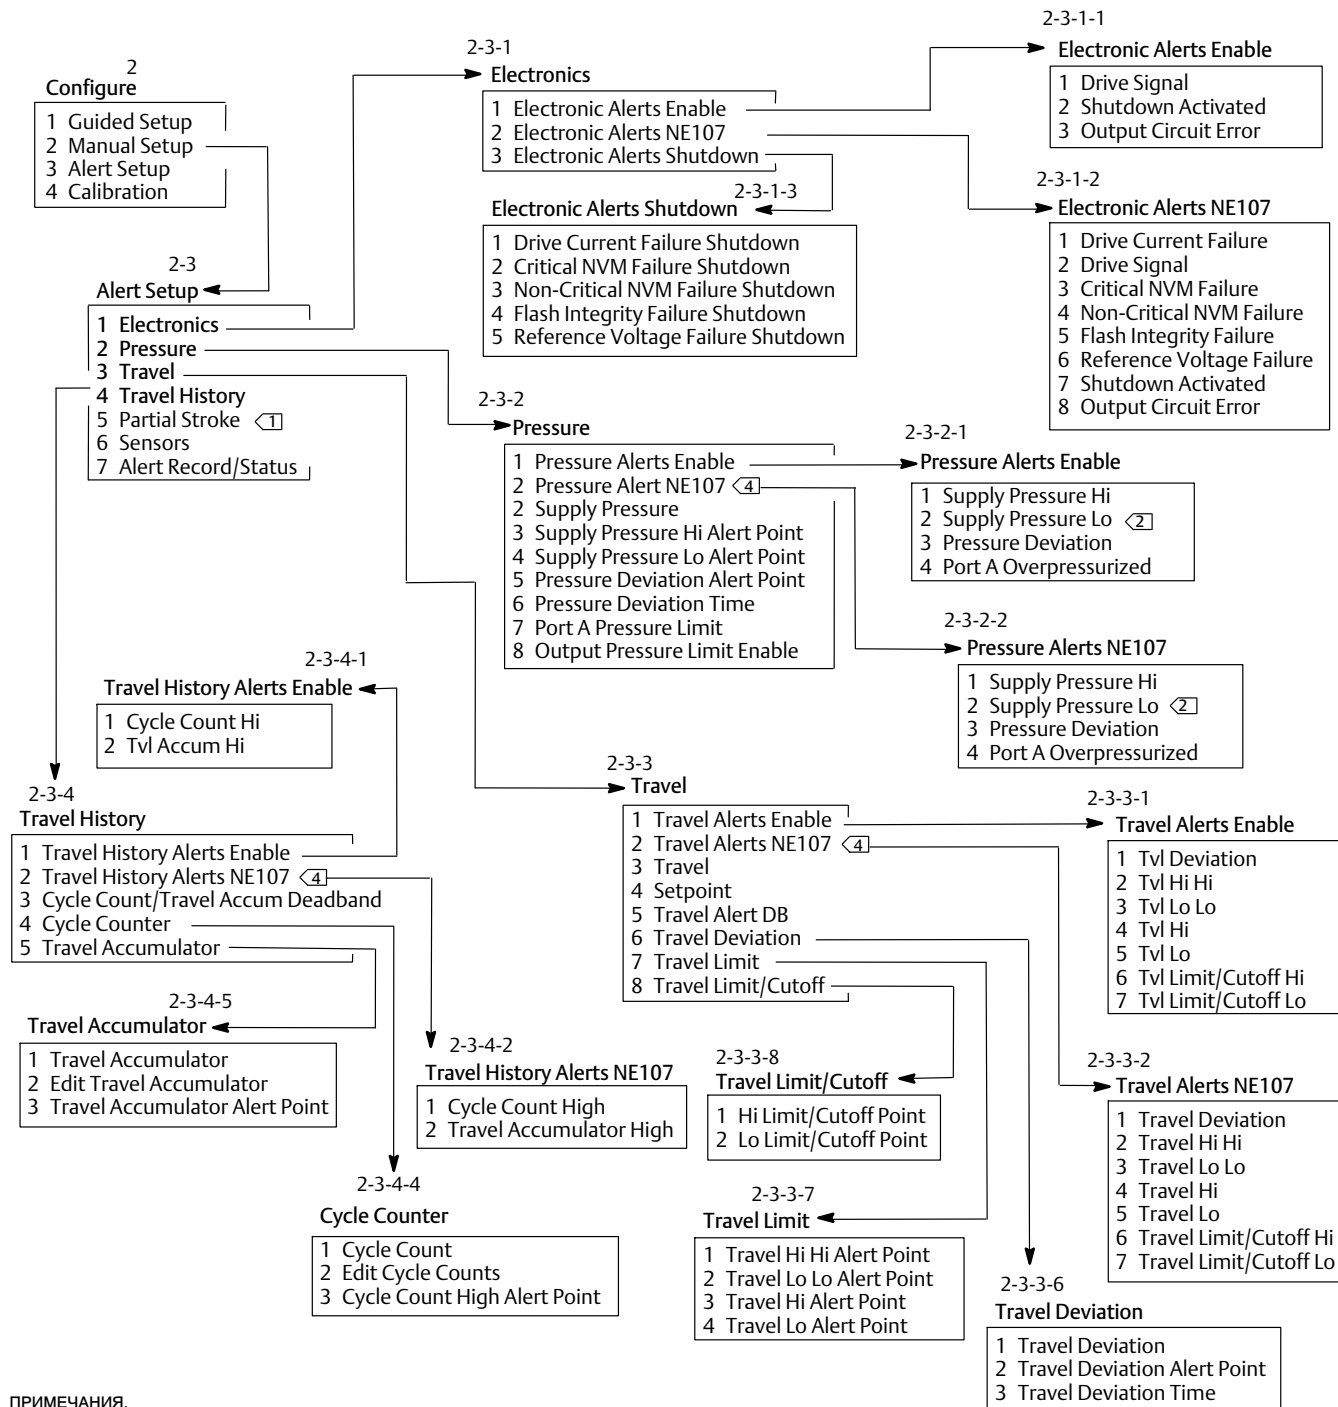 2
Configure
1 Guided Setup
2 Manual Setup
3 Alert Setup
4 Calibration
2-3
Alert Setup
1 Electronics
2 Pressure
3 Travel
4 Travel History
5 Partial Stroke 1
6 Sensors
7 Alert Record/Status
2-3-1
Electronics
1 Electronic Alerts Enable
2 Electronic Alerts NE107
3 Electronic Alerts Shutdown
2-3-1-3
Electronic Alerts Shutdown
1 Drive Current Failure Shutdown
2 Critical NVM Failure Shutdown
3 Non-Critical NVM Failure Shutdown
4 Flash Integrity Failure Shutdown
5 Reference Voltage Failure Shutdown
2-3-1-1
Electronic Alerts Enable
1 Drive Signal
2 Shutdown Activated
3 Output Circuit Error
2-3-1-2
Electronic Alerts NE107
1 Drive Current Failure
2 Drive Signal
3 Critical NVM Failure
4 Non-Critical NVM Failure
5 Flash Integrity Failure
6 Reference Voltage Failure
7 Shutdown Activated
8 Output Circuit Error
2-3-2
Pressure
1 Pressure Alerts Enable
2 Pressure Alert NE107 4
2 Supply Pressure
3 Supply Pressure Hi Alert Point
4 Supply Pressure Lo Alert Point
5 Pressure Deviation Alert Point
6 Pressure Deviation Time
7 Port A Pressure Limit
8 Output Pressure Limit Enable
2-3-2-1
Pressure Alerts Enable
1 Supply Pressure Hi
2 Supply Pressure Lo 2
3 Pressure Deviation
4 Port A Overpressurized
2-3-2-2
Pressure Alerts NE107
1 Supply Pressure Hi
2 Supply Pressure Lo 2
3 Pressure Deviation
4 Port A Overpressurized
2-3-4-1
Travel History Alerts Enable
1 Cycle Count Hi
2 Tvl Accum Hi
2-3-4
Travel History
1 Travel History Alerts Enable
2 Travel History Alerts NE107 4
3 Cycle Count/Travel Accum Deadband
4 Cycle Counter
5 Travel Accumulator
2-3-4-5
Travel Accumulator
1 Travel Accumulator
2 Edit Travel Accumulator
3 Travel Accumulator Alert Point
2-3-4-2
Travel History Alerts NE107
1 Cycle Count High
2 Travel Accumulator High
2-3-4-4
Cycle Counter
1 Cycle Count
2 Edit Cycle Counts
3 Cycle Count High Alert Point
2-3-3
Travel
1 Travel Alerts Enable
2 Travel Alerts NE107 4
3 Travel
4 Setpoint
5 Travel Alert DB
6 Travel Deviation
7 Travel Limit
8 Travel Limit/Cutoff
2-3-3-1
Travel Alerts Enable
1 Tvl Deviation
2 Tvl Hi Hi
3 Tvl Lo Lo
4 Tvl Hi
5 Tvl Lo
6 Tvl Limit/Cutoff Hi
7 Tvl Limit/Cutoff Lo
2-3-3-2
Travel Alerts NE107
1 Travel Deviation
2 Travel Hi Hi
3 Travel Lo Lo
4 Travel Hi
5 Travel Lo
6 Travel Limit/Cutoff Hi
7 Travel Limit/Cutoff Lo
2-3-3-8
Travel Limit/Cutoff
1 Hi Limit/Cutoff Point
2 Lo Limit/Cutoff Point
2-3-3-7
Travel Limit
1 Travel Hi Hi Alert Point
2 Travel Lo Lo Alert Point
3 Travel Hi Alert Point
4 Travel Lo Alert Point
2-3-3-6
Travel Deviation
1 Travel Deviation
2 Travel Deviation Alert Point
3 Travel Deviation Time
ПРИМЕЧАНИЯ.